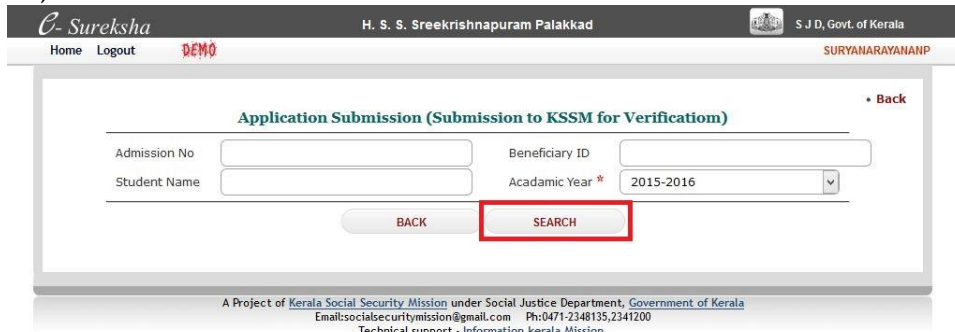 e- Sureksha H. S. S. Sreekrishnapuram Palakkad S J D, Govt. of Kerala
Home Logout DEMO SURYANARAYANANP
• Back
Application Submission (Submission to KSSM for Verificatiom)
Admission No Beneficiary ID
Student Name Acadamic Year * 2015-2016
BACK SEARCH
A Project of Kerala Social Security Mission under Social Justice Department, Government of Kerala
Email:socialsecuritymission@gmail.com Ph:0471-2348135,2341200
Technical support - Information kerala Mission